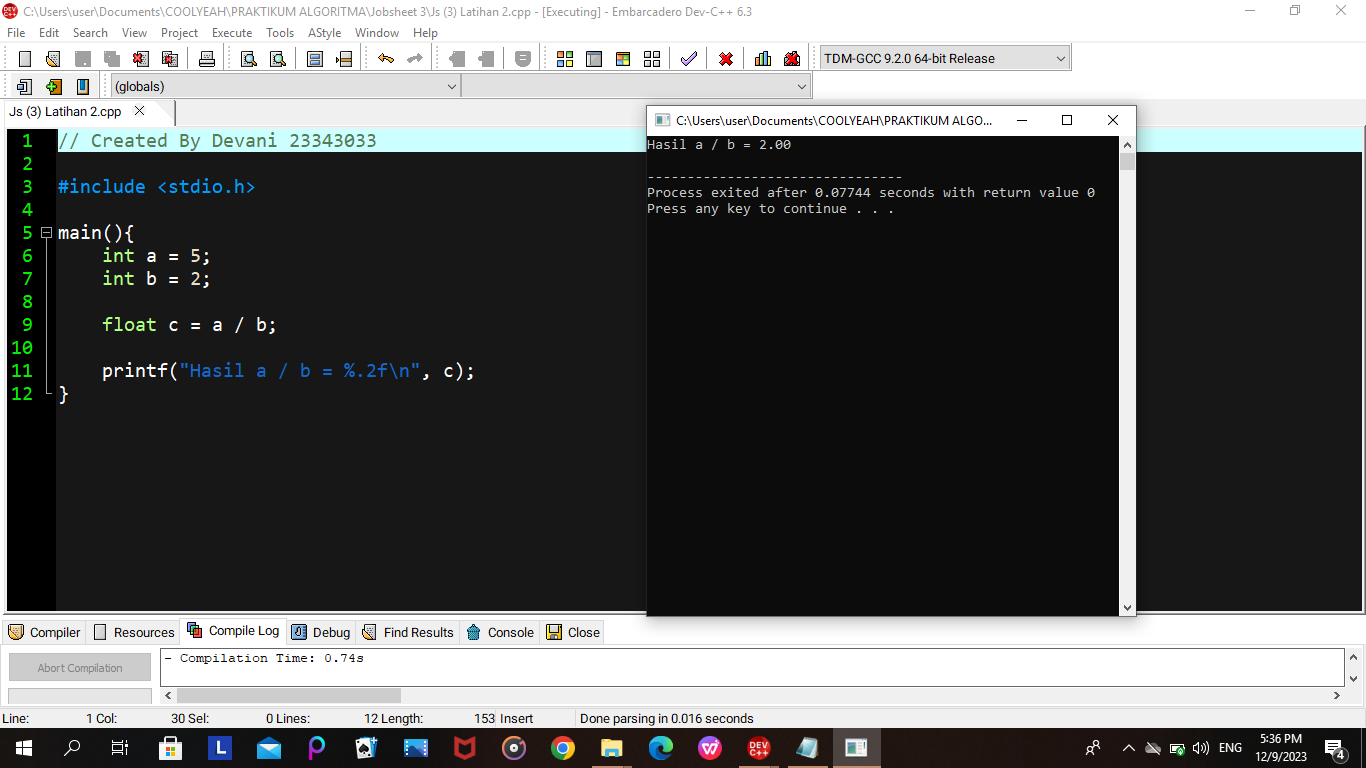 C:\Users\user\Documents\COOLYEAH\PRAKTIKUM ALGORITMA\Jobsheet 3\Js (3) Latihan 2.cpp - [Executing] - Embarcadero Dev-C++ 6.3
File Edit Search View Project Execute Tools AStyle Window Help
TDM-GCC 9.2.0 64-bit Release
(globals)
Js (3) Latihan 2.cpp
1 // Created By Devani 23343033
2
3 #include <stdio.h>
4
5 main(){
6 int a = 5;
7 int b = 2;
8
9 float c = a / b;
10
11 printf("Hasil a / b = %.2f\n", c);
12 }
C:\Users\user\Documents\COOLYEAH\PRAKTIKUM ALGO...
Hasil a / b = 2.00
--------------------------------
Process exited after 0.07744 seconds with return value 0
Press any key to continue . . .
Compiler Resources Compile Log Debug Find Results Console Close
Abort Compilation
- Compilation Time: 0.74s
Line: 1 Col: 30 Sel: 0 Lines: 12 Length: 153 Insert Done parsing in 0.016 seconds
L
DEV C++
ENG
5:36 PM
12/9/2023
4